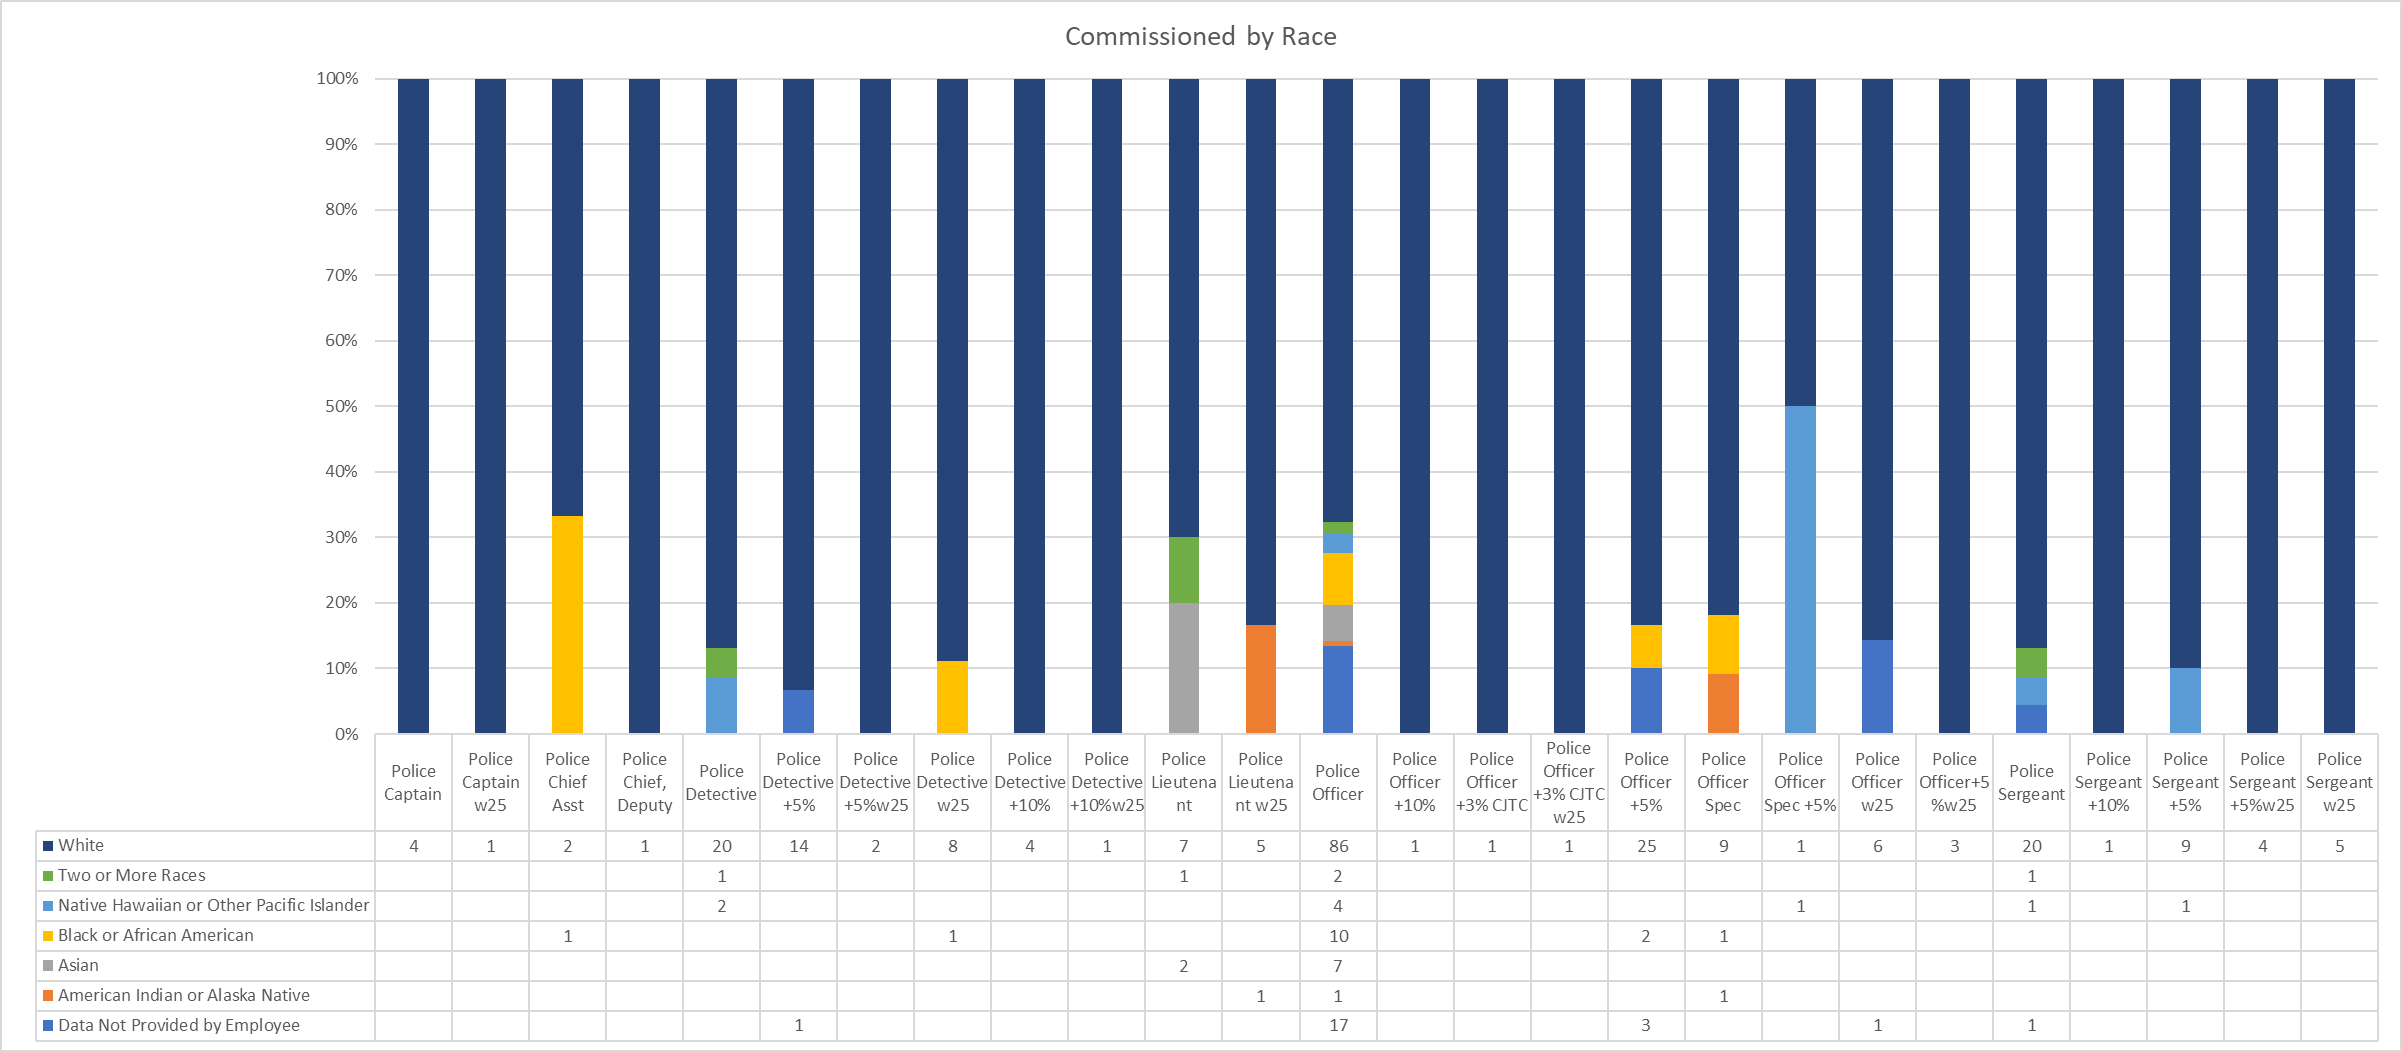 Commissioned by Race
100%
90%
80%
70%
60%
50%
40%
30%
20%
10%
0%
Police
Captain
Police
Captain
w25
Police
Chief
Asst
Police
Chief,
Deputy
Police
Detective
Police
Detective
+5%
Police
Detective
+5%w25
Police
Detective
w25
Police
Detective
+10%
Police
Detective
+10%w25
Police
Lieutena
nt
Police
Lieutena
nt w25
Police
Officer
Police
Officer
+10%
Police
Officer
+3% CJTC
Police
Officer
+3% CJTC
w25
Police
Officer
+5%
Police
Officer
Spec
Police
Officer
Spec +5%
Police
Officer
w25
Police
Officer+5
%w25
Police
Sergeant
Police
Sergeant
+10%
Police
Sergeant
+5%
Police
Sergeant
+5%w25
Police
Sergeant
w25
White 4 1 2 1 20 14 2 8 4 1 7 5 86 1 1 1 25 9 1 6 3 20 1 9 4 5
Two or More Races 1 1 2 1
Native Hawaiian or Other Pacific Islander 2 4 1 1 1
Black or African American 1 1 10 2 1
Asian 2 7
American Indian or Alaska Native 1 1 1
Data Not Provided by Employee 1 17 3 1 1